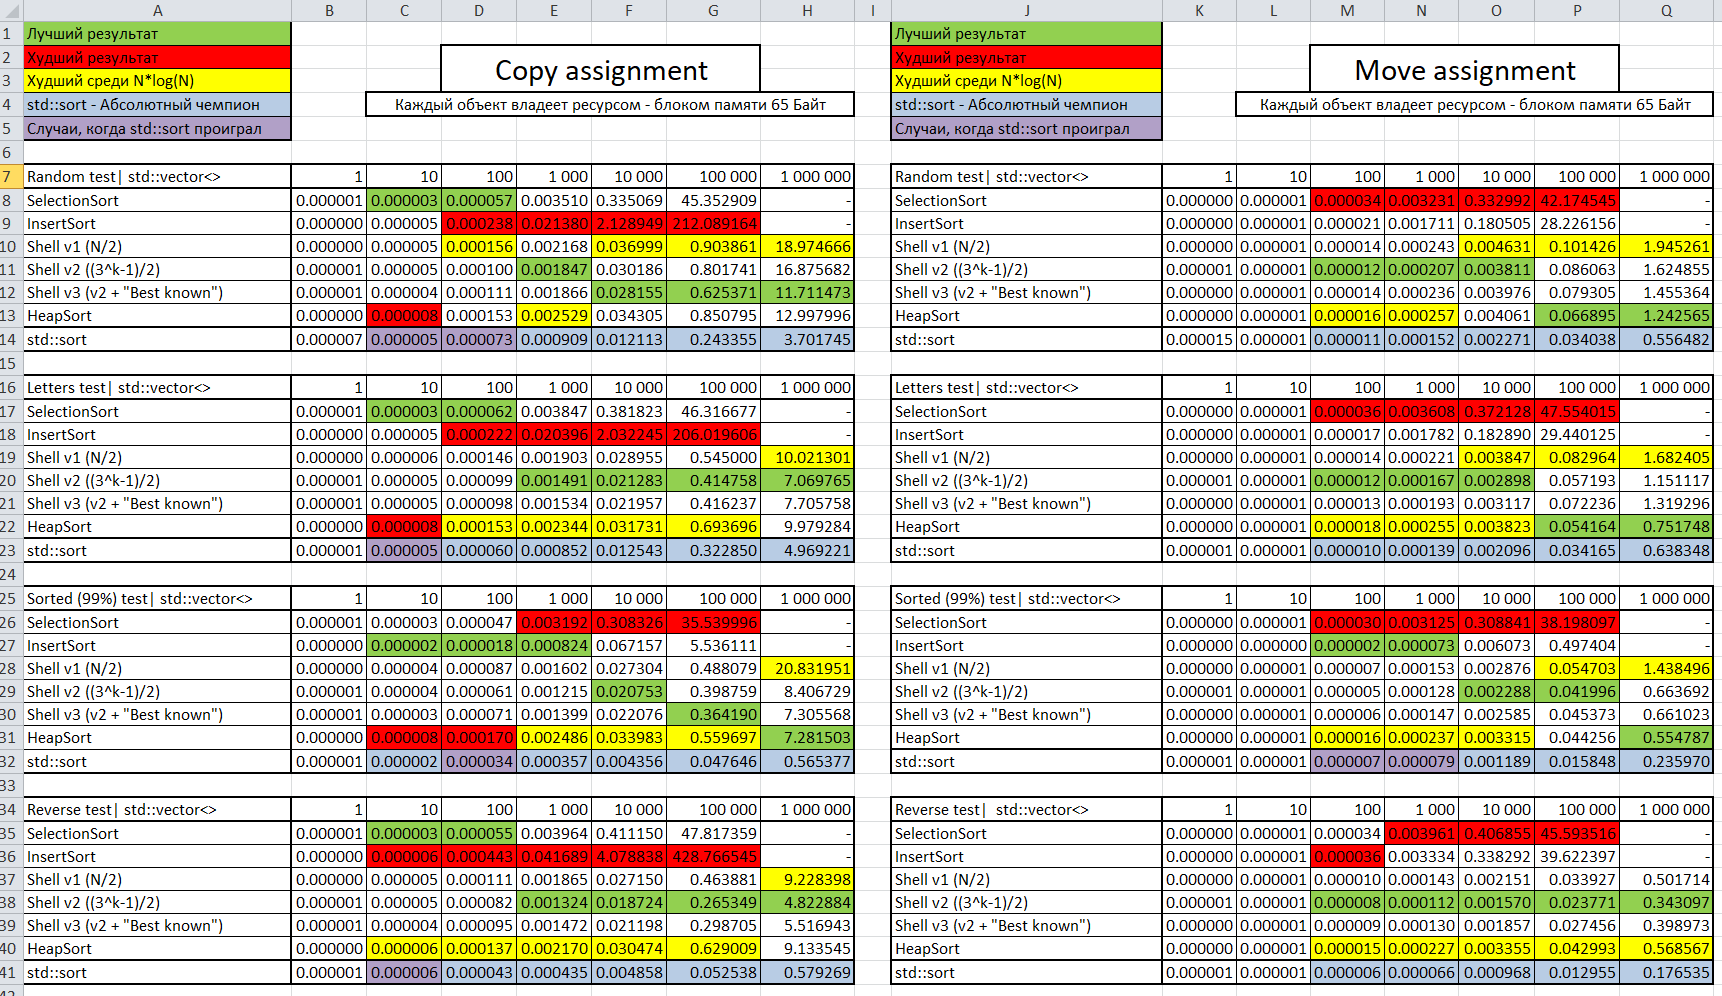 A B C D E F G H I J K L M N O P Q
1 Лучший результат Лучший результат
2 Худший результат Худший результат
Copy assignment Move assignment
3 Худший среди N*log(N) Худший среди N*log(N)
4 std::sort - Абсолютный чемпион Каждый объект владеет ресурсом - блоком памяти 65 Байт std::sort - Абсолютный чемпион Каждый объект владеет ресурсом - блоком памяти 65 Байт
5 Случаи, когда std::sort проиграл Случаи, когда std::sort проиграл
6
7 Random test| std::vector<> 1 10 100 1 000 10 000 100 000 1 000 000 Random test| std::vector<> 1 10 100 1 000 10 000 100 000 1 000 000
8 SelectionSort 0.000001 0.000003 0.000057 0.003510 0.335069 45.352909 - SelectionSort 0.000000 0.000001 0.000034 0.003231 0.332992 42.174545 -
9 InsertSort 0.000000 0.000005 0.000238 0.021380 2.128949 212.089164 - InsertSort 0.000000 0.000001 0.000021 0.001711 0.180505 28.226156 -
10 Shell v1 (N/2) 0.000000 0.000005 0.000156 0.002168 0.036999 0.903861 18.974666 Shell v1 (N/2) 0.000000 0.000001 0.000014 0.000243 0.004631 0.101426 1.945261
11 Shell v2 ((3^k-1)/2) 0.000001 0.000005 0.000100 0.001847 0.030186 0.801741 16.875682 Shell v2 ((3^k-1)/2) 0.000001 0.000001 0.000012 0.000207 0.003811 0.086063 1.624855
12 Shell v3 (v2 + "Best known") 0.000001 0.000004 0.000111 0.001866 0.028155 0.625371 11.711473 Shell v3 (v2 + "Best known") 0.000001 0.000001 0.000014 0.000236 0.003976 0.079305 1.455364
13 HeapSort 0.000000 0.000008 0.000153 0.002529 0.034305 0.850795 12.997996 HeapSort 0.000000 0.000001 0.000016 0.000257 0.004061 0.066895 1.242565
14 std::sort 0.000007 0.000005 0.000073 0.000909 0.012113 0.243355 3.701745 std::sort 0.000015 0.000001 0.000011 0.000152 0.002271 0.034038 0.556482
15
16 Letters test| std::vector<> 1 10 100 1 000 10 000 100 000 1 000 000 Letters test| std::vector<> 1 10 100 1 000 10 000 100 000 1 000 000
17 SelectionSort 0.000001 0.000003 0.000062 0.003847 0.381823 46.316677 - SelectionSort 0.000000 0.000001 0.000036 0.003608 0.372128 47.554015 -
18 InsertSort 0.000000 0.000005 0.000222 0.020396 2.032245 206.019606 - InsertSort 0.000000 0.000001 0.000017 0.001782 0.182890 29.440125 -
19 Shell v1 (N/2) 0.000000 0.000006 0.000146 0.001903 0.028955 0.545000 10.021301 Shell v1 (N/2) 0.000000 0.000001 0.000014 0.000221 0.003847 0.082964 1.682405
20 Shell v2 ((3^k-1)/2) 0.000001 0.000005 0.000099 0.001491 0.021283 0.414758 7.069765 Shell v2 ((3^k-1)/2) 0.000000 0.000001 0.000012 0.000167 0.002898 0.057193 1.151117
21 Shell v3 (v2 + "Best known") 0.000001 0.000005 0.000098 0.001534 0.021957 0.416237 7.705758 Shell v3 (v2 + "Best known") 0.000000 0.000001 0.000013 0.000193 0.003117 0.072236 1.319296
22 HeapSort 0.000000 0.000008 0.000153 0.002344 0.031731 0.693696 9.979284 HeapSort 0.000000 0.000001 0.000018 0.000255 0.003823 0.054164 0.751748
23 std::sort 0.000001 0.000005 0.000060 0.000852 0.012543 0.322850 4.969221 std::sort 0.000001 0.000001 0.000010 0.000139 0.002096 0.034165 0.638348
24
25 Sorted (99%) test| std::vector<> 1 10 100 1 000 10 000 100 000 1 000 000 Sorted (99%) test| std::vector<> 1 10 100 1 000 10 000 100 000 1 000 000
26 SelectionSort 0.000001 0.000003 0.000047 0.003192 0.308326 35.539996 - SelectionSort 0.000000 0.000001 0.000030 0.003125 0.308841 38.198097 -
27 InsertSort 0.000000 0.000002 0.000018 0.000824 0.067157 5.536111 - InsertSort 0.000000 0.000000 0.000002 0.000073 0.006073 0.497404 -
28 Shell v1 (N/2) 0.000000 0.000004 0.000087 0.001602 0.027304 0.488079 20.831951 Shell v1 (N/2) 0.000000 0.000001 0.000007 0.000153 0.002876 0.054703 1.438496
29 Shell v2 ((3^k-1)/2) 0.000001 0.000004 0.000061 0.001215 0.020753 0.398759 8.406729 Shell v2 ((3^k-1)/2) 0.000001 0.000001 0.000005 0.000128 0.002288 0.041996 0.663692
30 Shell v3 (v2 + "Best known") 0.000001 0.000003 0.000071 0.001399 0.022076 0.364190 7.305568 Shell v3 (v2 + "Best known") 0.000000 0.000001 0.000006 0.000147 0.002585 0.045373 0.661023
31 HeapSort 0.000000 0.000008 0.000170 0.002486 0.033983 0.559697 7.281503 HeapSort 0.000000 0.000001 0.000016 0.000237 0.003315 0.044256 0.554787
32 std::sort 0.000001 0.000002 0.000034 0.000357 0.004356 0.047646 0.565377 std::sort 0.000001 0.000001 0.000007 0.000079 0.001189 0.015848 0.235970
33
34 Reverse test| std::vector<> 1 10 100 1 000 10 000 100 000 1 000 000 Reverse test| std::vector<> 1 10 100 1 000 10 000 100 000 1 000 000
35 SelectionSort 0.000001 0.000003 0.000055 0.003964 0.411150 47.817359 - SelectionSort 0.000000 0.000001 0.000034 0.003961 0.406855 45.593516 -
36 InsertSort 0.000000 0.000006 0.000443 0.041689 4.078838 428.766545 - InsertSort 0.000000 0.000001 0.000036 0.003334 0.338292 39.622397 -
37 Shell v1 (N/2) 0.000000 0.000005 0.000111 0.001865 0.027150 0.463881 9.228398 Shell v1 (N/2) 0.000000 0.000001 0.000010 0.000143 0.002151 0.033927 0.501714
38 Shell v2 ((3^k-1)/2) 0.000001 0.000005 0.000082 0.001324 0.018724 0.265349 4.822884 Shell v2 ((3^k-1)/2) 0.000000 0.000001 0.000008 0.000112 0.001570 0.023771 0.343097
39 Shell v3 (v2 + "Best known") 0.000001 0.000004 0.000095 0.001472 0.021198 0.298705 5.516943 Shell v3 (v2 + "Best known") 0.000000 0.000001 0.000009 0.000130 0.001857 0.027456 0.398973
40 HeapSort 0.000000 0.000006 0.000137 0.002170 0.030474 0.629009 9.133545 HeapSort 0.000000 0.000001 0.000015 0.000227 0.003355 0.042993 0.568567
41 std::sort 0.000001 0.000006 0.000043 0.000435 0.004858 0.052538 0.579269 std::sort 0.000001 0.000001 0.000006 0.000066 0.000968 0.012955 0.176535